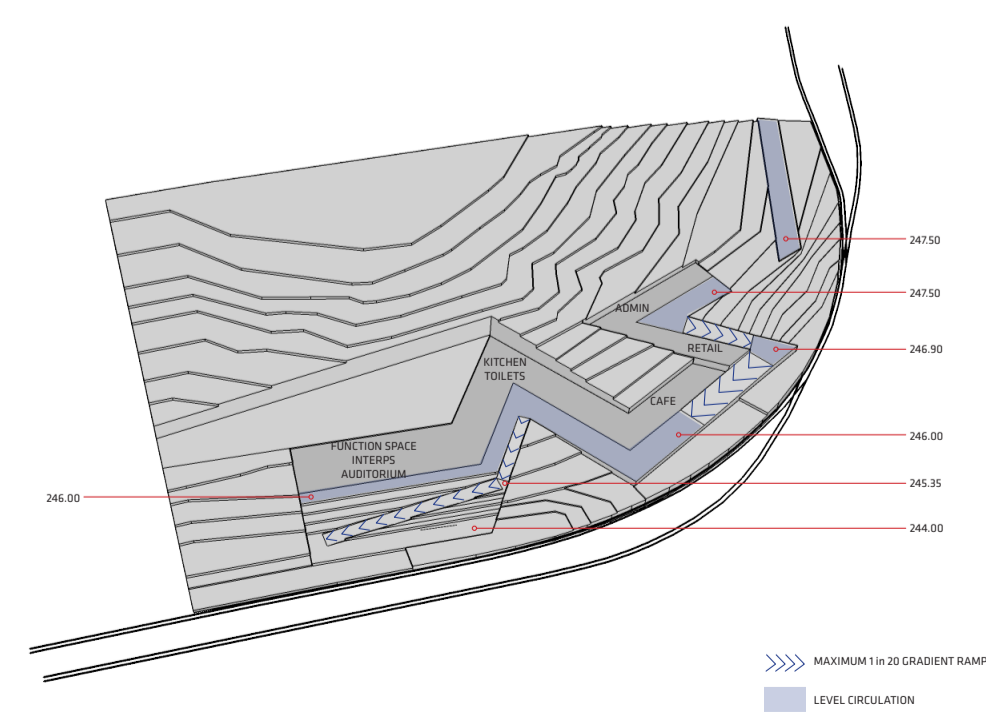 247.50
247.50
ADMIN
RETAIL
246.90
KITCHEN
TOILETS
CAFE
246.00
FUNCTION SPACE
INTERPS
AUDITORIUM
245.35
246.00
244.00
MAXIMUM 1 in 20 GRADIENT RAMP
LEVEL CIRCULATION